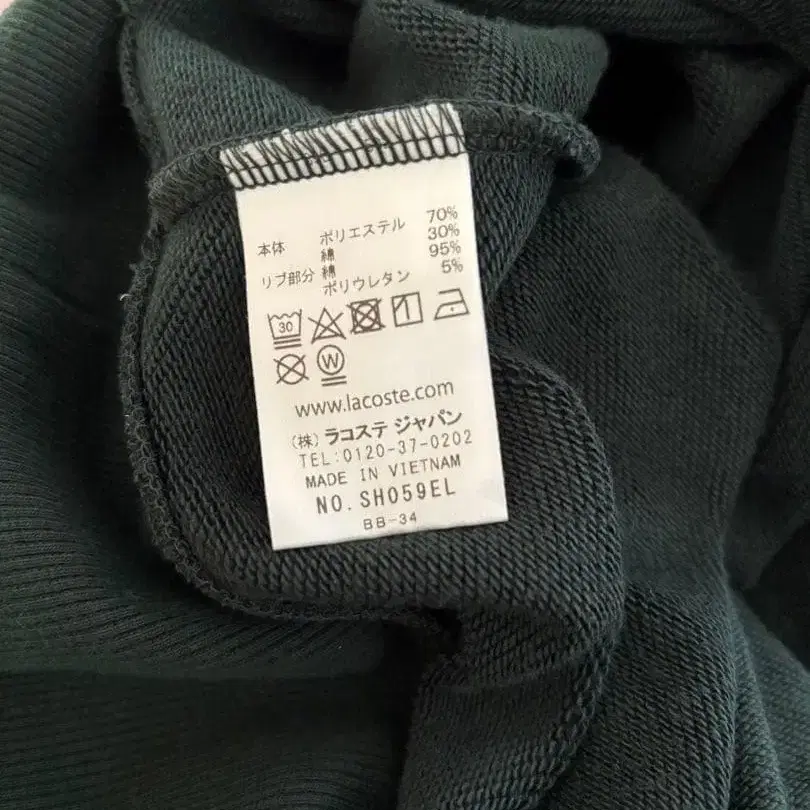 本体 ポリエステル 70%
綿 30%
リブ部分 綿 95%
ポリウレタン 5%
30
W
www.lacoste.com
(株) ラコステ ジャパン
TEL:0120-37-0202
MADE IN VIETNAM
NO. SH059EL
BB-34